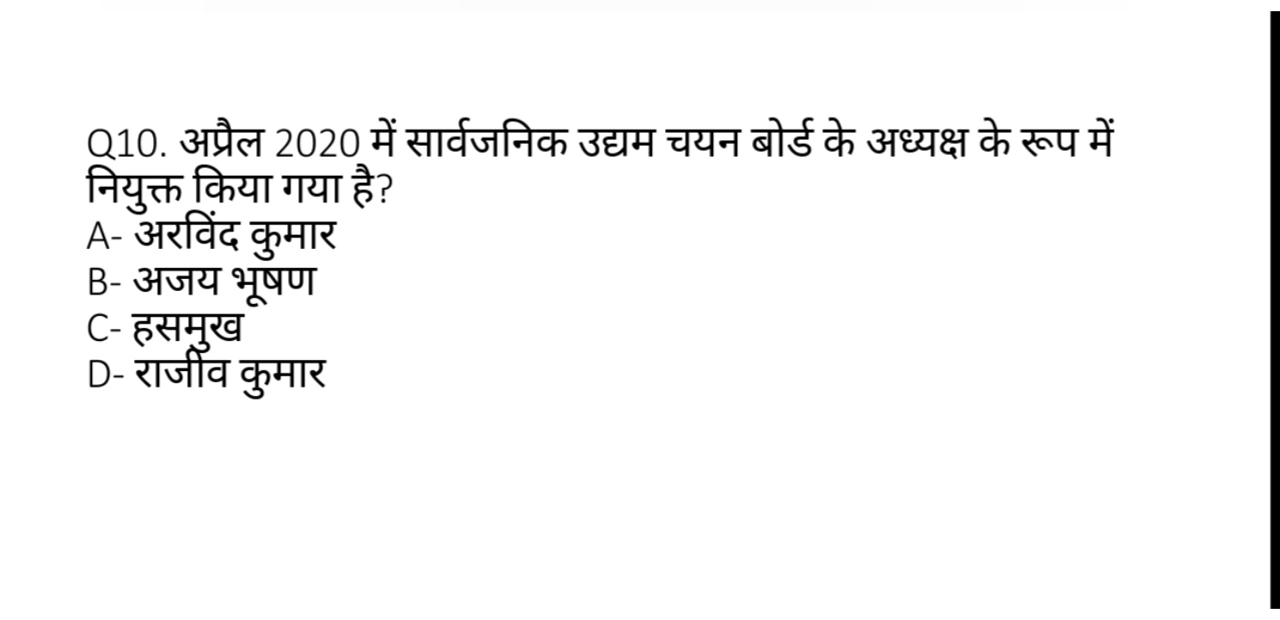 Q10. अप्रैल 2020 में सार्वजनिक उद्यम चयन बोर्ड के अध्यक्ष के रूप में
नियुक्त किया गया है?
A- अरविंद कुमार
B- अजय भूषण
C- हसमुख
D- राजीव कुमार